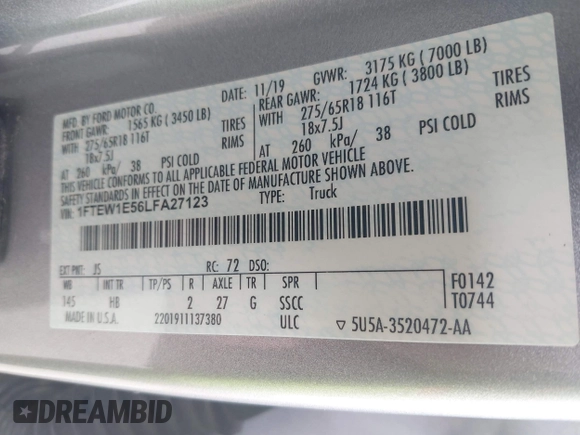 MFD. BY FORD MOTOR CO.
DATE: 11/19 GVWR: 3175 KG ( 7000 LB)
FRONT GAWR: 1565 KG ( 3450 LB) REAR GAWR: 1724 KG ( 3800 LB)
WITH 275/65R18 116T TIRES WITH 275/65R18 116T TIRES
18x7.5J RIMS 18x7.5J RIMS
AT 260 kPa/ 38 PSI COLD AT 260 kPa/ 38 PSI COLD
THIS VEHICLE CONFORMS TO ALL APPLICABLE FEDERAL MOTOR VEHICLE
SAFETY STANDARDS IN EFFECT ON THE DATE OF MANUFACTURE SHOWN ABOVE.
VIN: 1FTEW1E56LFA27123 TYPE: Truck
EXT PNT: JS RC: 72 DSO:
WB INT TR TP/PS R AXLE TR SPR
145 HB 2 27 G SSCC
F0142
T0744
MADE IN U.S.A. 2201911137380 ULC ▽ 5U5A-3520472-AA
DREAMBID